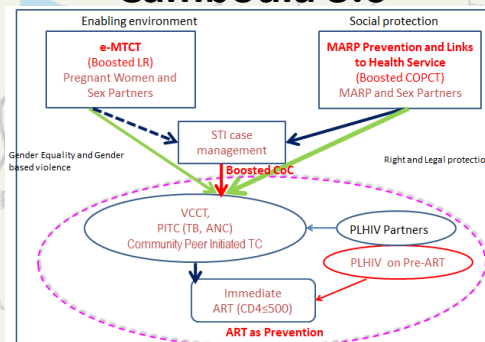 Enabling environment
Social protection
e-MTCT
(Boosted LR)
Pregnant Women and
Sex Partners
MARP Prevention and Links
to Health Service
(Boosted COPCT)
MARP and Sex Partners
STI case
management
Gender Equality and Gender
based violence
Right and Legal protection
Boosted CoC
VCCT,
PITC (TB, ANC)
Community Peer Initiated TC
PLHIV Partners
PLHIV on Pre-ART
Immediate
ART (CD4≤500)
ART as Prevention